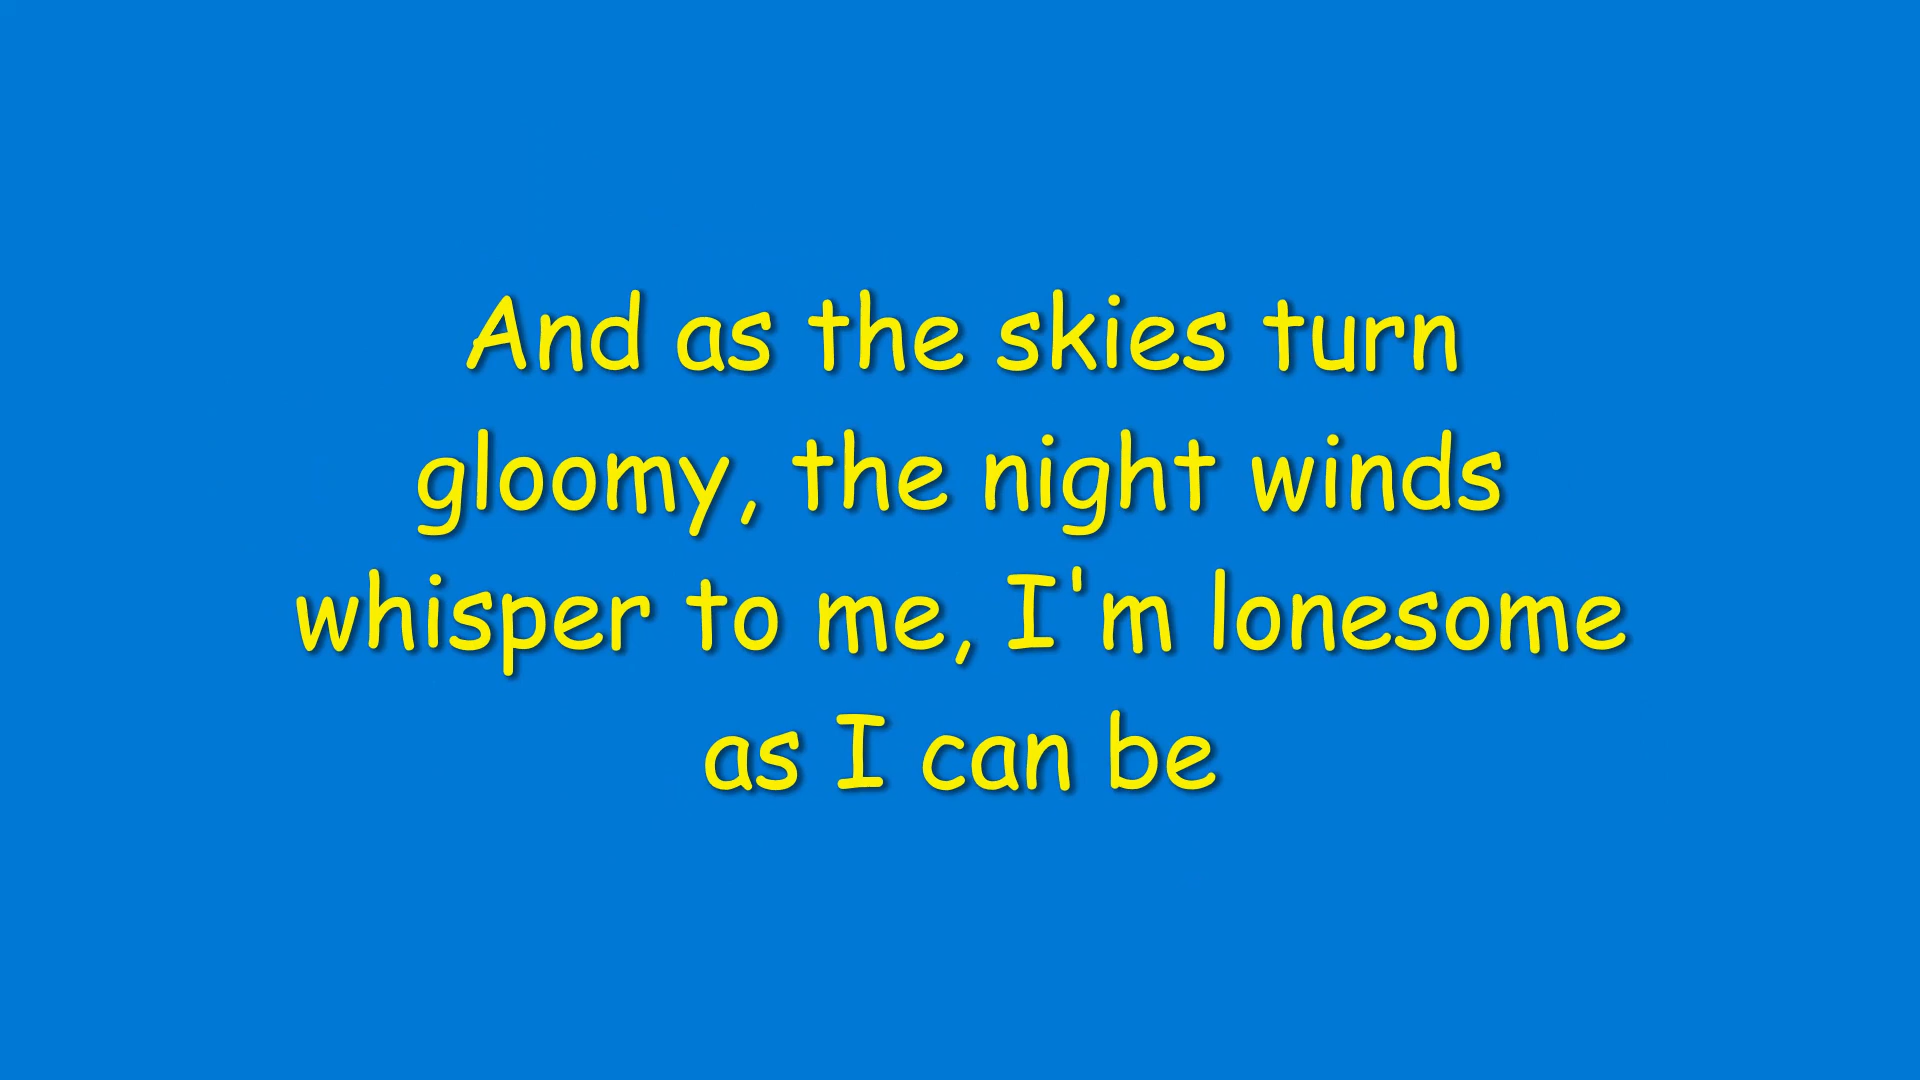 And as the skies turn
gloomy, the night winds
whisper to me, I'm lonesome
as I can be